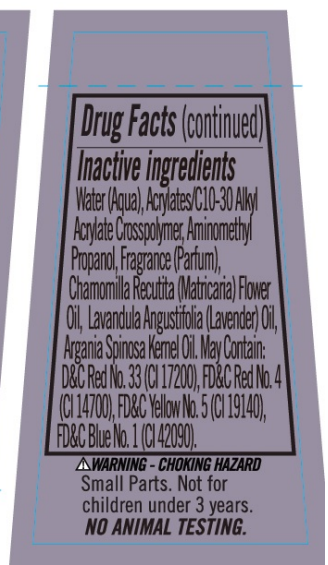 Drug Facts (continued)
Inactive ingredients
Water (Aqua), Acrylates/C10-30 Alkyl
Acrylate Crosspolymer, Aminomethyl
Propanol, Fragrance (Parfum),
Chamomilla Recutita (Matricaria) Flower
Oil, Lavandula Angustifolia (Lavender) Oil,
Argania Spinosa Kernel Oil. May Contain:
D&C Red No. 33 (CI 17200), FD&C Red No. 4
(CI 14700), FD&C Yellow No. 5 (CI 19140),
FD&C Blue No. 1 (CI 42090).
⚠WARNING - CHOKING HAZARD
Small Parts. Not for
children under 3 years.
NO ANIMAL TESTING.